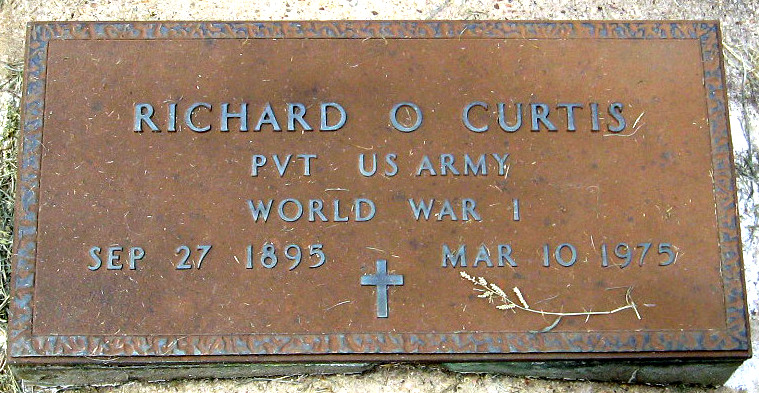 RICHARD O CURTIS
PVT US ARMY
WORLD WAR I
SEP 27 1895 MAR 10 1975